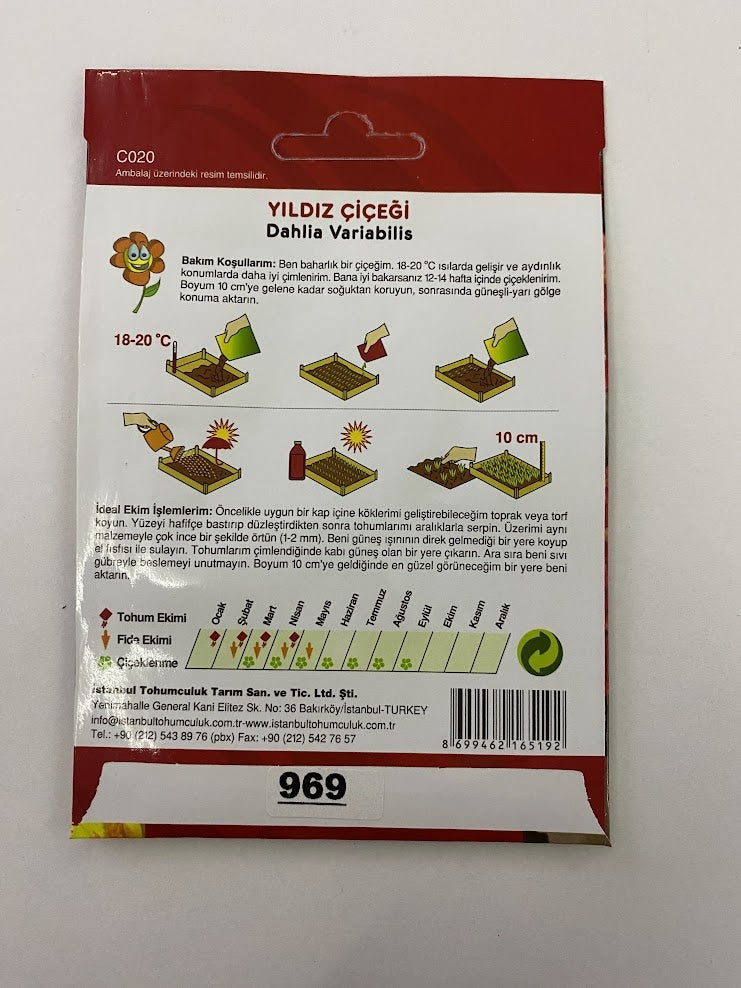 C020
Ambalaj üzerindeki resim temsilidir.
YILDIZ ÇİÇEĞİ
Dahlia Variabilis
Bakım Koşullarım: Ben baharlık bir çiçeğim. 18-20 °C ısılarda gelişir ve aydınlık
konumlarda daha iyi çimlenirim. Bana iyi bakarsanız 12-14 hafta içinde çiçeklenirim.
Boyum 10 cm'ye gelene kadar soğuktan koruyun, sonrasında güneşli-yarı gölge
konuma aktarın.
18-20 °C
10 cm
İdeal Ekim İşlemlerim: Öncelikle uygun bir kap içine köklerimi geliştirebileceğim toprak veya torf
koyun. Yüzeyi hafifçe bastırıp düzleştirdikten sonra tohumlarımı aralıklarla serpin. Üzerimi aynı
malzemeyle çok ince bir şekilde örtün (1-2 mm). Beni güneş ışınının direk gelmediği bir yere koyup
el fısfısı ile sulayın. Tohumlarım çimlendiğinde kabı güneş olan bir yere çıkarın. Ara sıra beni sıvı
gübreyle beslemeyi unutmayın. Boyum 10 cm'ye geldiğinde en güzel görüneceğim bir yere beni
aktarın.
Ocak Şubat Mart Nisan Mayıs Haziran Temmuz Ağustos Eylül Ekim Kasım Aralık
Tohum Ekimi
Fide Ekimi
Çiçeklenme
İstanbul Tohumculuk Tarım San. ve Tic. Ltd. Şti.
Yenimahalle General Kani Elitez Sk. No: 36 Bakırköy/İstanbul-TURKEY
info@istanbultohumculuk.com.tr-www.istanbultohumculuk.com.tr
Tel.: +90 (212) 543 89 76 (pbx) Fax: +90 (212) 542 76 57
8 699462 165192
969